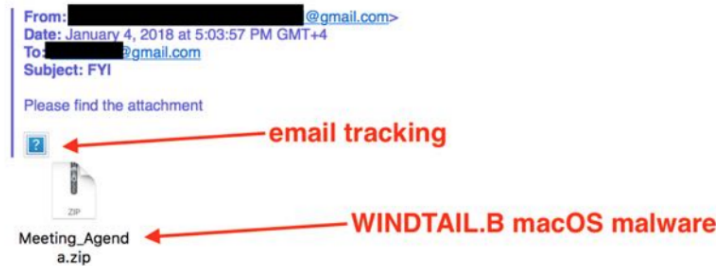 From: @gmail.com>
Date: January 4, 2018 at 5:03:57 PM GMT+4
To: @gmail.com
Subject: FYI
Please find the attachment
?
email tracking
ZIP
WINDTAIL.B macOS malware
Meeting_Agend
a.zip